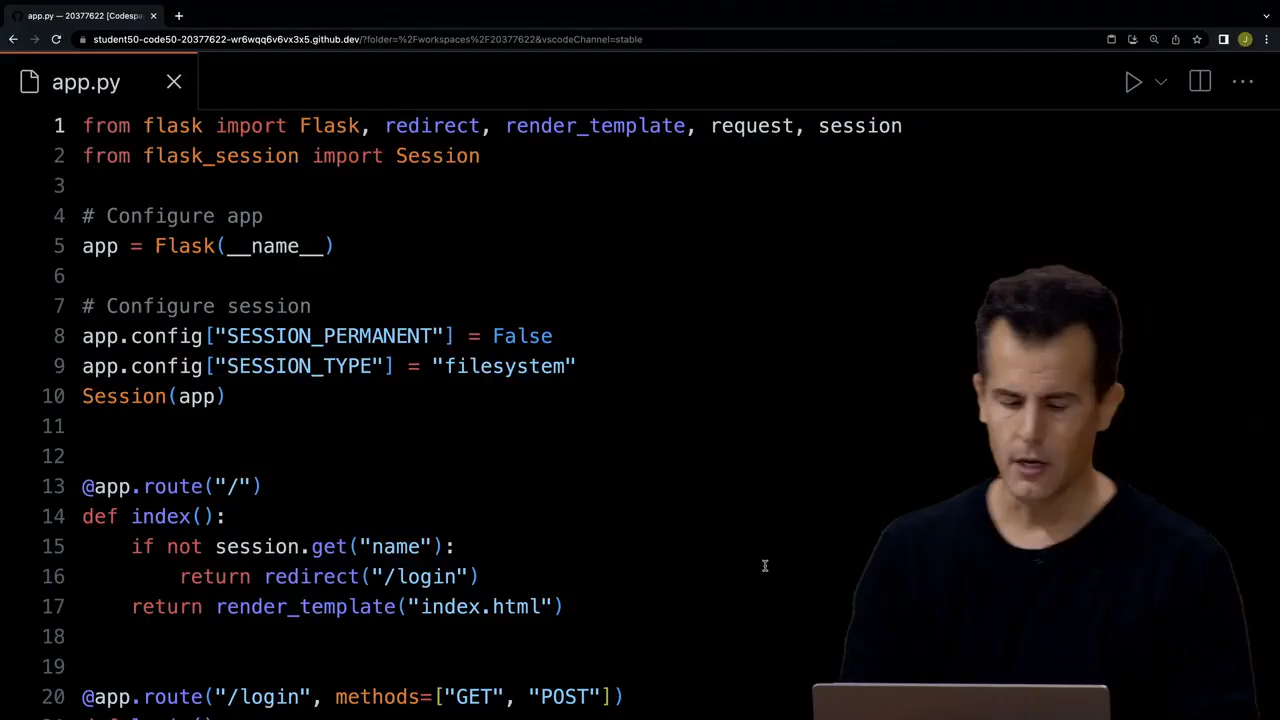 app.py — 20377622 [Codespa
student50-code50-20377622-wr6wqq6v6vx3x5.github.dev/?folder=%2Fworkspaces%2F20377622&vscodeChannel=stable
J
app.py
1 from flask import Flask, redirect, render_template, request, session
2 from flask_session import Session
3
4 # Configure app
5 app = Flask(__name__)
6
7 # Configure session
8 app.config["SESSION_PERMANENT"] = False
9 app.config["SESSION_TYPE"] = "filesystem"
10 Session(app)
11
12
13 @app.route("/")
14 def index():
15 if not session.get("name"):
16 return redirect("/login")
17 return render_template("index.html")
18
19
20 @app.route("/login", methods=["GET", "POST"])